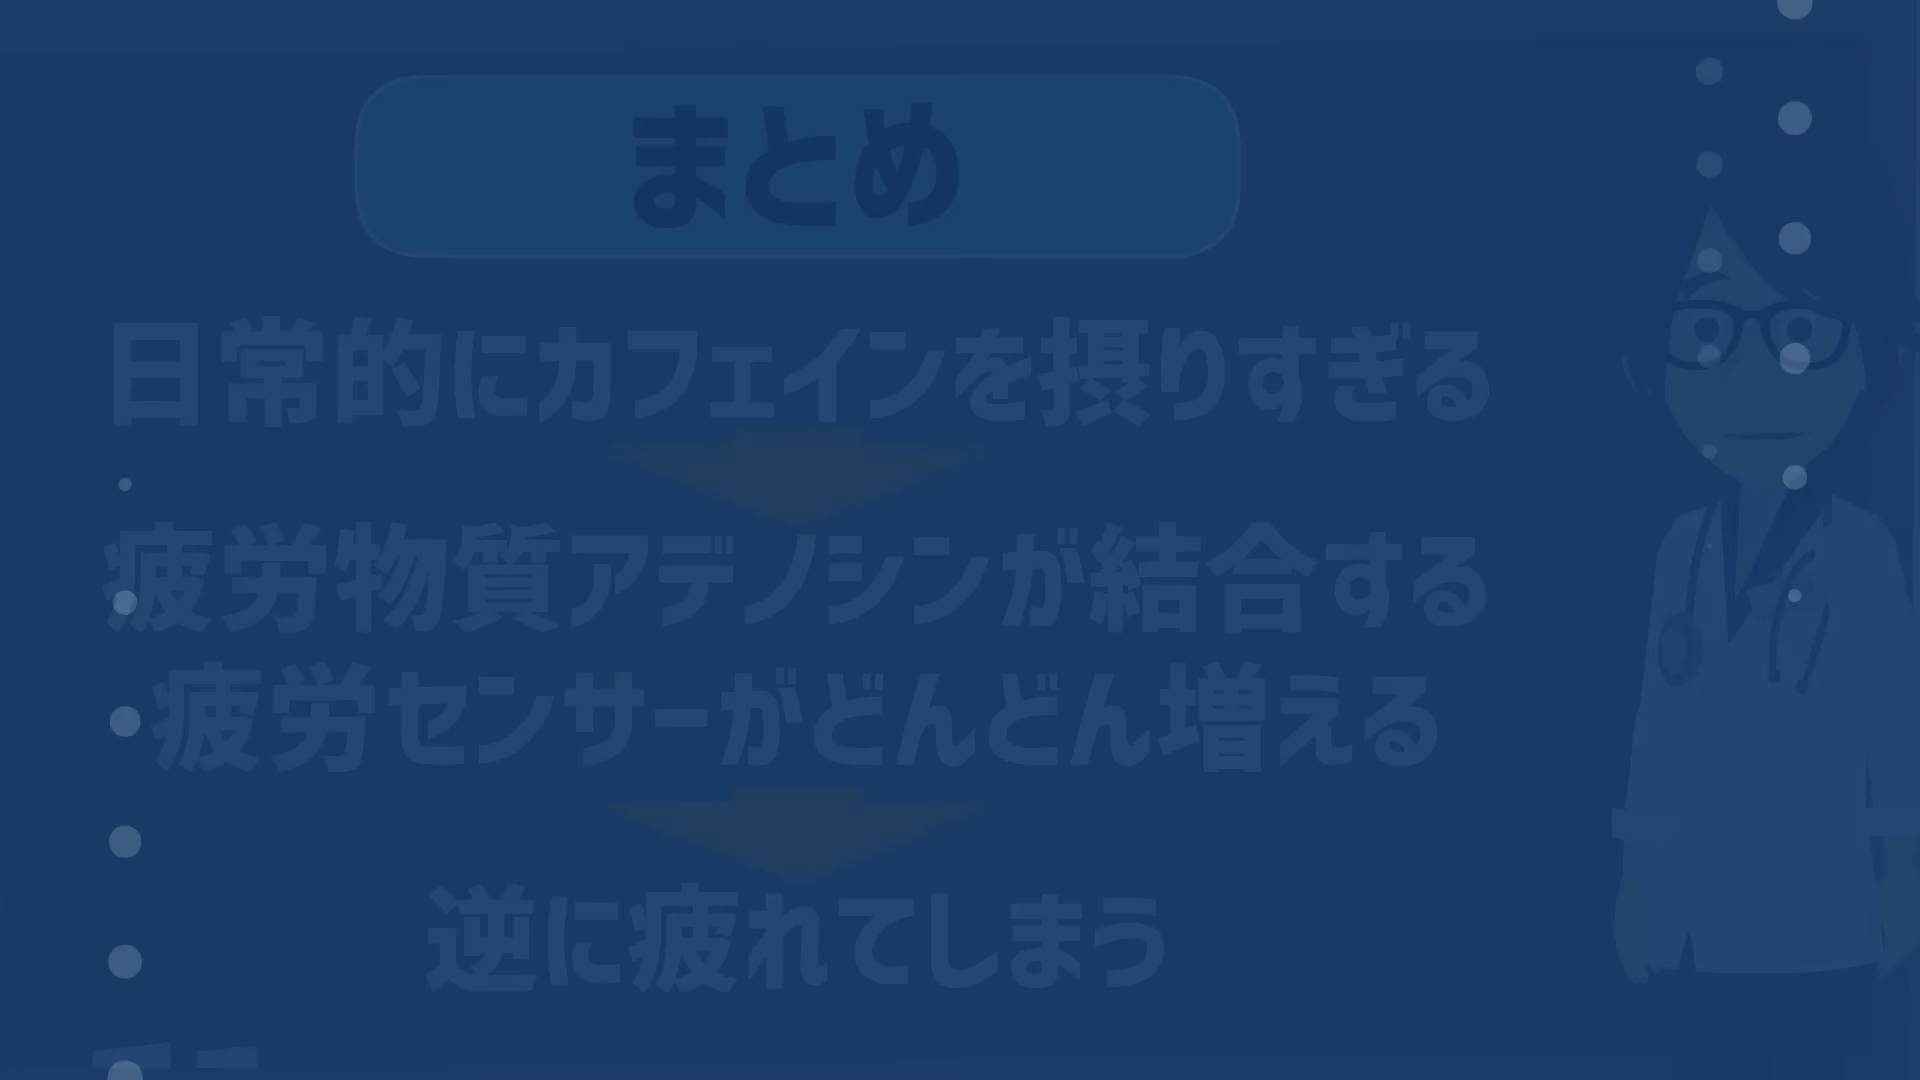 まとめ
日常的にカフェインを摂りすぎる
疲労物質アデノシンが結合する
疲労センサーがどんどん増える
逆に疲れてしまう